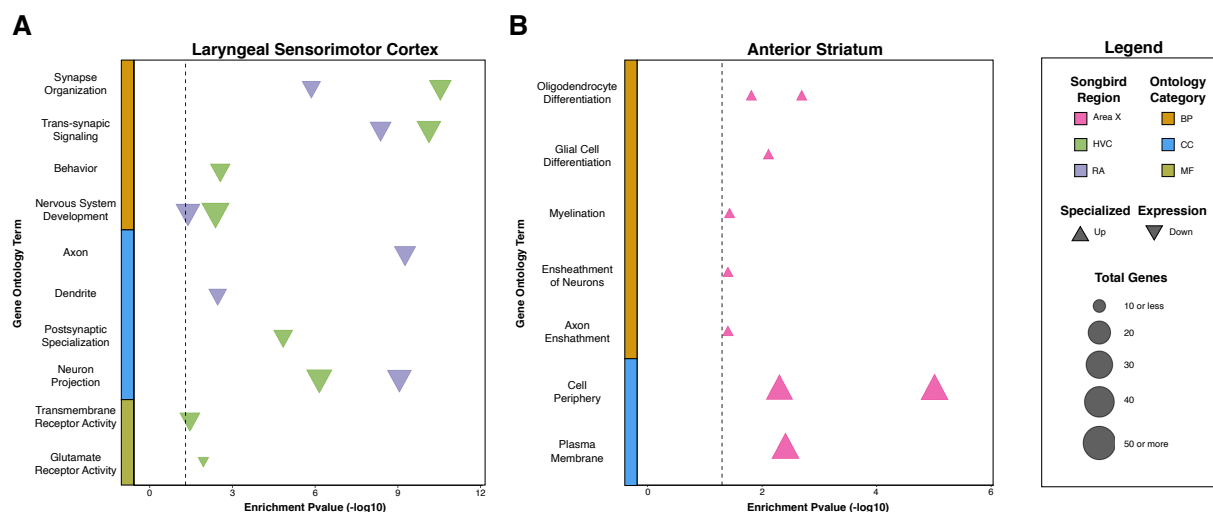 A
Laryngeal Sensorimotor Cortex
Gene Ontology Term
Synapse
Organization
Trans-synapic
Signaling
Behavior
Nervous System
Development
Axon
Dendrite
Postsynaptic
Specialization
Neuron
Projection
Transmembrane
Receptor Activity
Glutamate
Receptor Activity
0 3 6 9 12
Enrichment Pvalue (-log10)
B
Anterior Striatum
Gene Ontology Term
Oligodendrocyte
Differentiation
Glial Cell
Differentiation
Myelination
Ensheathment
of Neurons
Axon
Enshathment
Cell
Periphery
Plasma
Membrane
0 2 4 6
Enrichment Pvalue (-log10)
Legend
Songbird
Region
Area X
HVC
RA
Ontology
Category
BP
CC
MF
Specialized Expression
Up Down
Total Genes
10 or less
20
30
40
50 or more